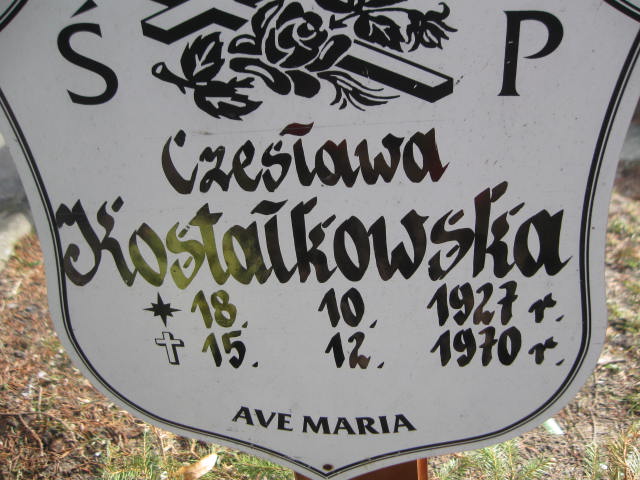 Ś P
Czesława
Kostałkowska
18. 10. 1927 r.
15. 12. 1970 r.
AVE MARIA